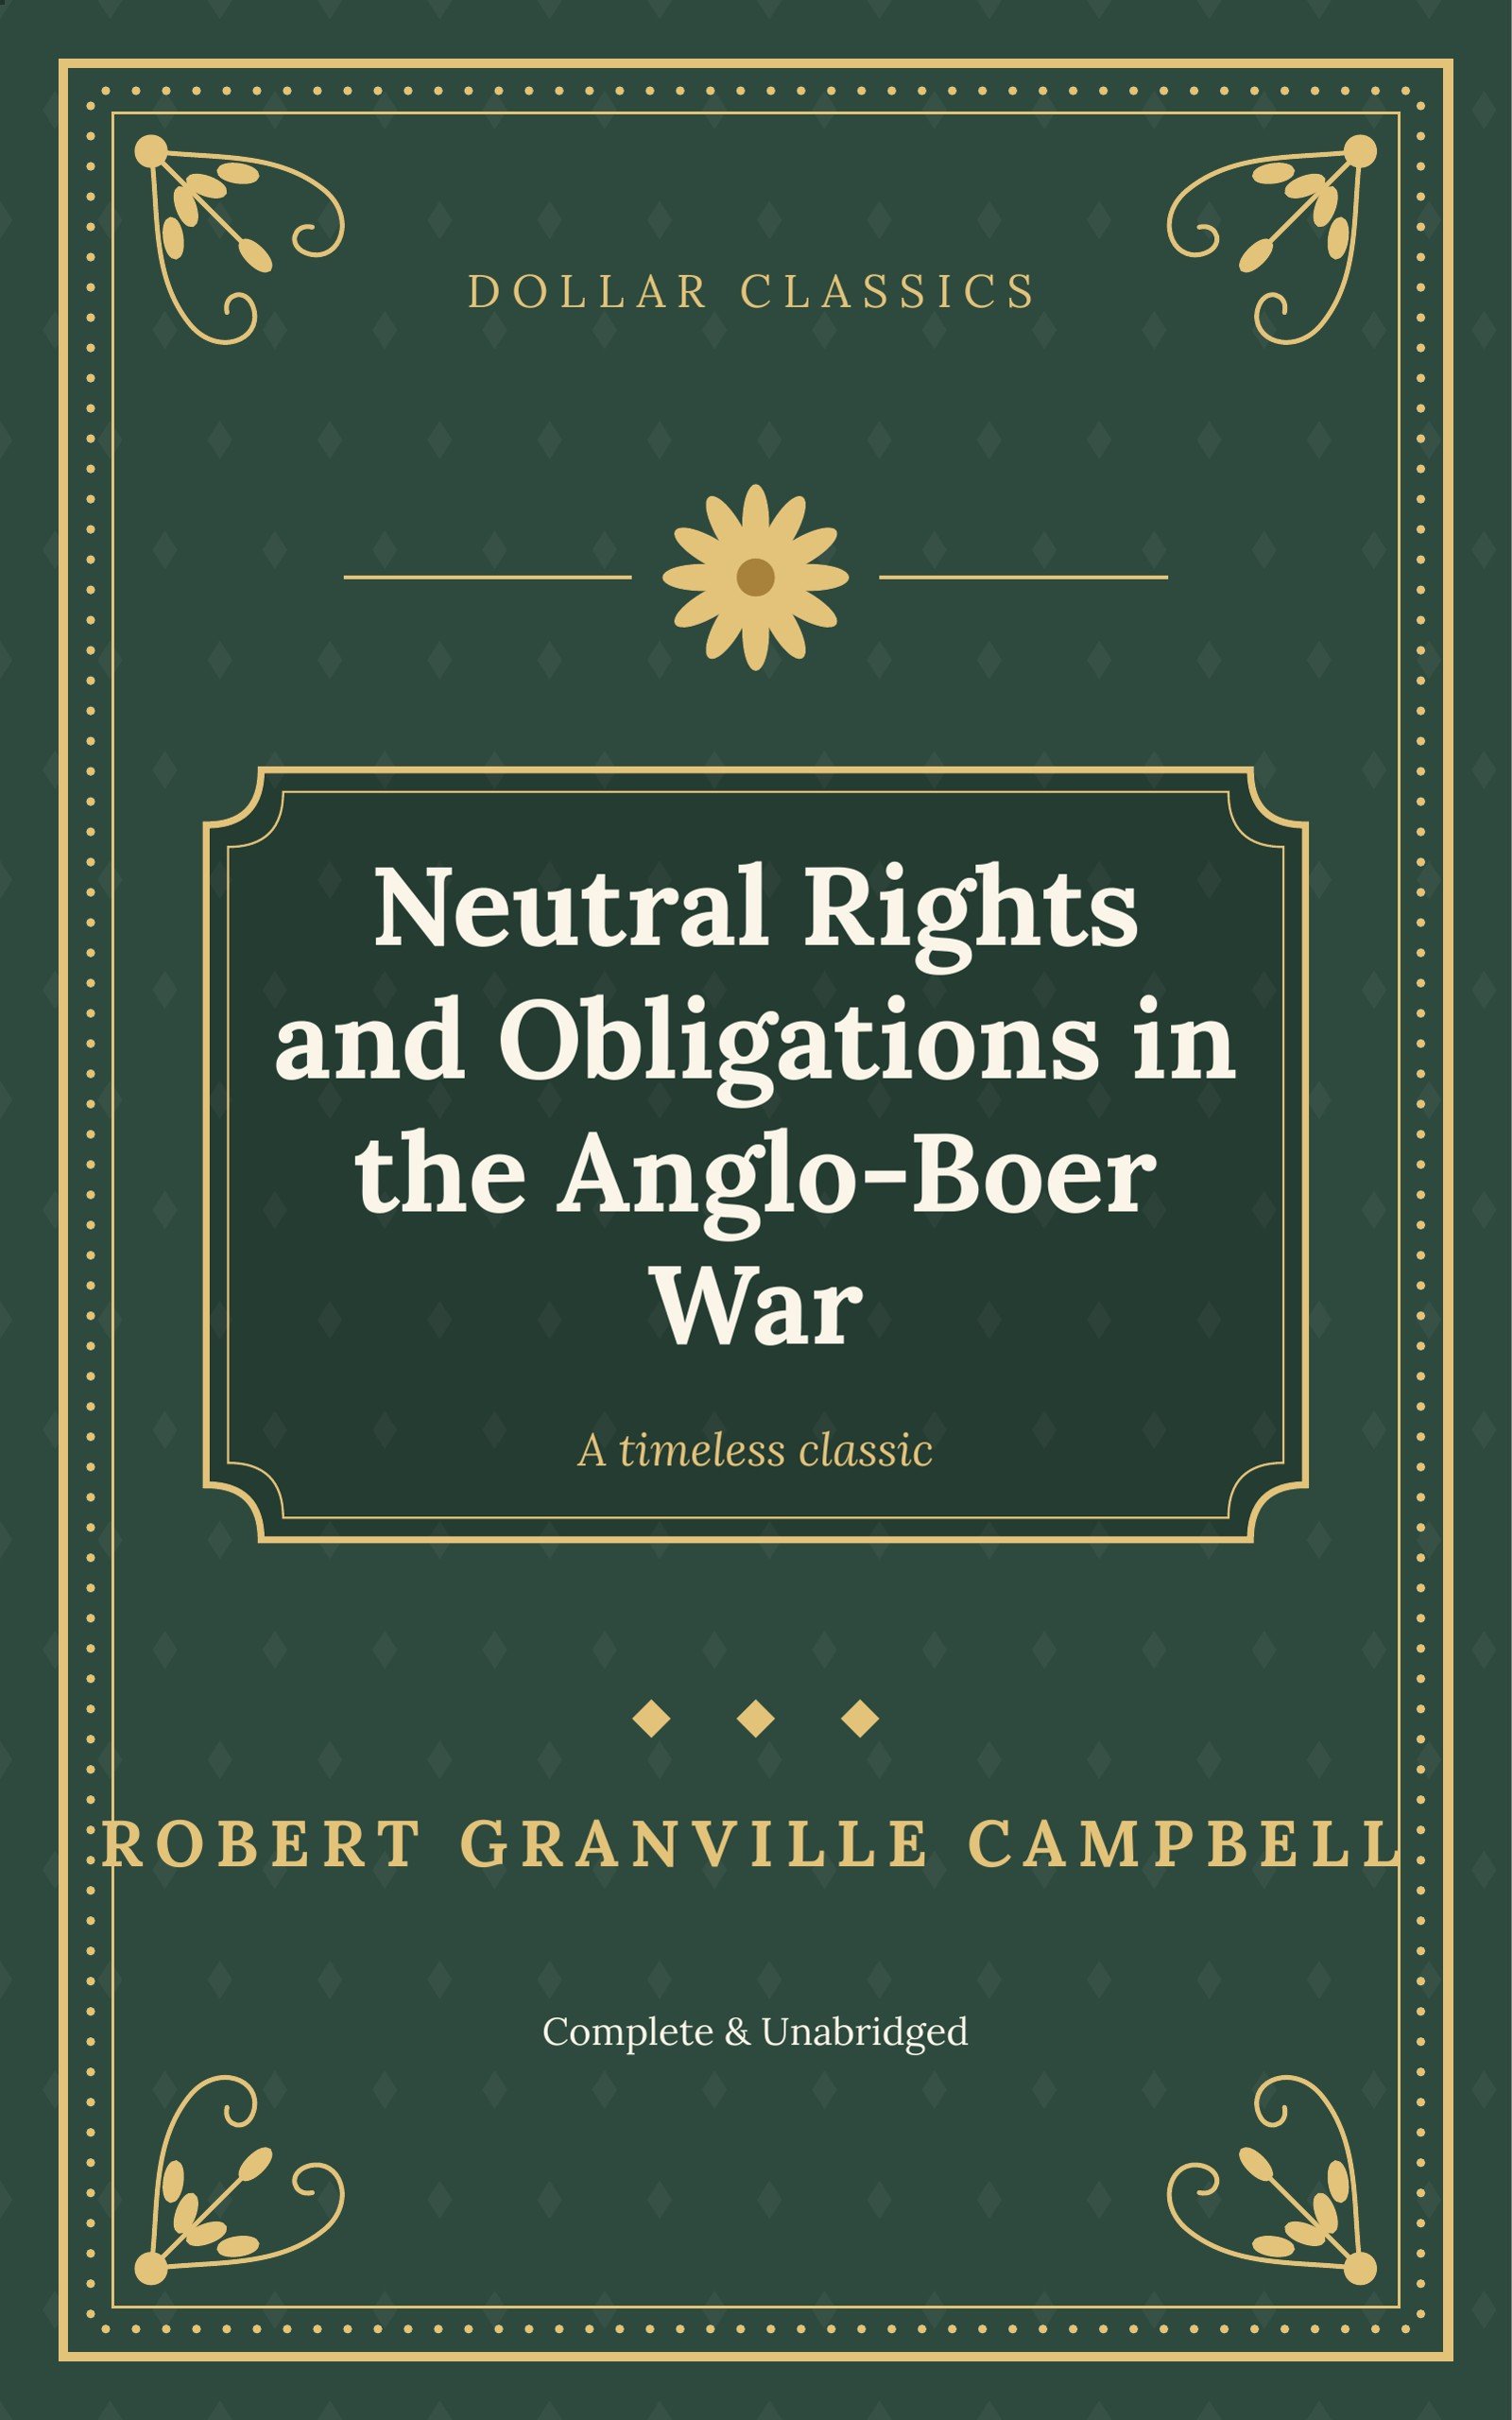 DOLLAR CLASSICS
Neutral Rights
and Obligations in
the Anglo-Boer
War
A timeless classic
ROBERT GRANVILLE CAMPBELL
Complete & Unabridged